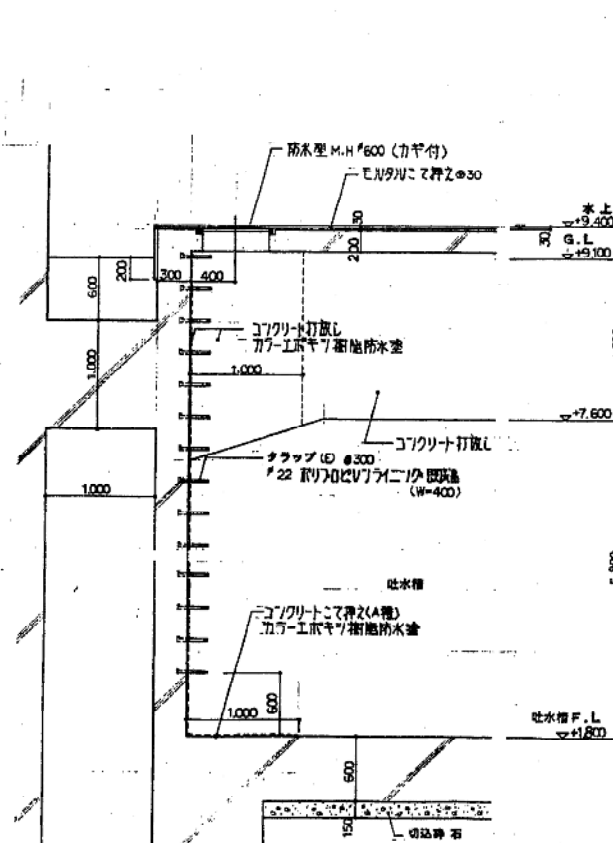 防水型 M.H φ600 (カギ付)
モルタルこて押え ⓐ30
水上
+9.400
30
30
G.L
200
+9.100
200
300
400
600
コンクリート打放し
カラーエポキシ樹脂防水塗
1.000
1.000
+7.600
コンクリート打放し
タラップ(E) @300
φ22 ポリプロピレンライニング
(W=400)
1.000
吐水槽
コンクリートこて押え(A種)
カラーエポキシ樹脂防水塗
600
1.000
吐水槽 F.L
+1.800
600
150
切込砕石